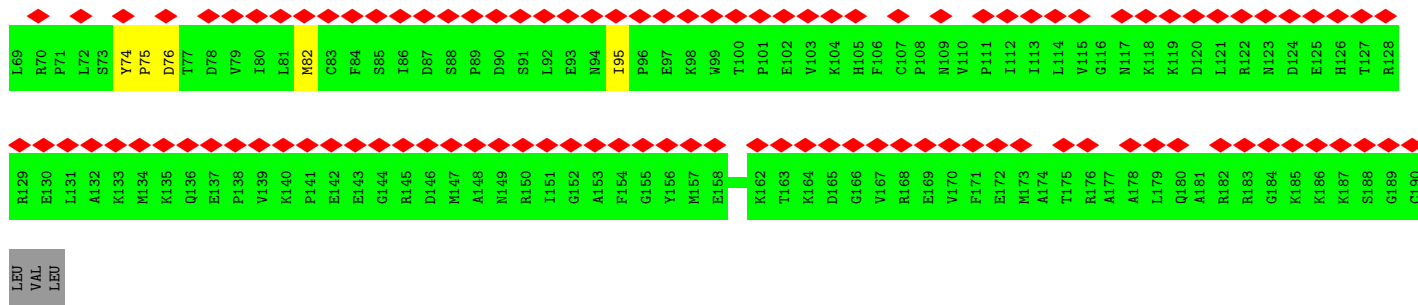 L69 R70 P71 L72 S73 Y74 P75 D76 T77 D78 V79 I80 L81 M82 C83 F84 S85 I86 D87 S88 P89 D90 S91 L92 E93 N94 I95 P96 E97 K98 W99 T100 P101 E102 V103 K104 H105 F106 C107 P108 N109 V110 P111 I112 I113 L114 V115 G116 N117 K118 K119 D120 L121 R122 N123 D124 E125 H126 T127 R128
R129 E130 L131 A132 K133 M134 K135 Q136 E137 P138 V139 K140 P141 E142 E143 G144 R145 D146 M147 A148 N149 R150 I151 G152 A153 F154 G155 Y156 M157 E158 K162 T163 K164 D165 G166 V167 R168 E169 V170 F171 E172 M173 A174 T175 R176 A177 A178 L179 Q180 A181 R182 R183 G184 K185 K186 K187 S188 G189 C190
LEU VAL LEU